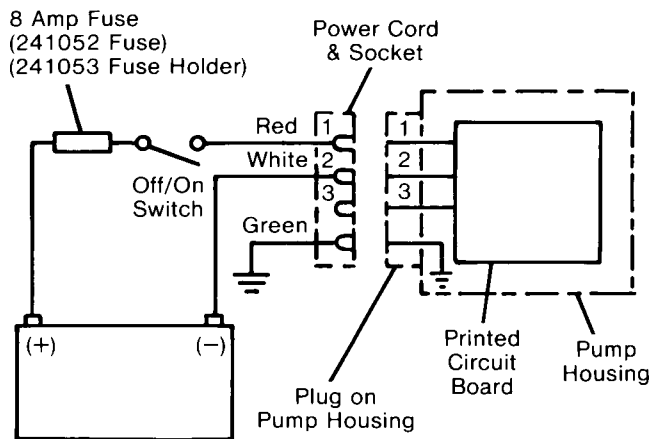 8 Amp Fuse
(241052 Fuse)
(241053 Fuse Holder)
Power Cord
& Socket
Red
1
1
White
2
2
3
3
Off/On
Switch
Green
(+)
(−)
Plug on
Pump Housing
Printed
Circuit
Board
Pump
Housing